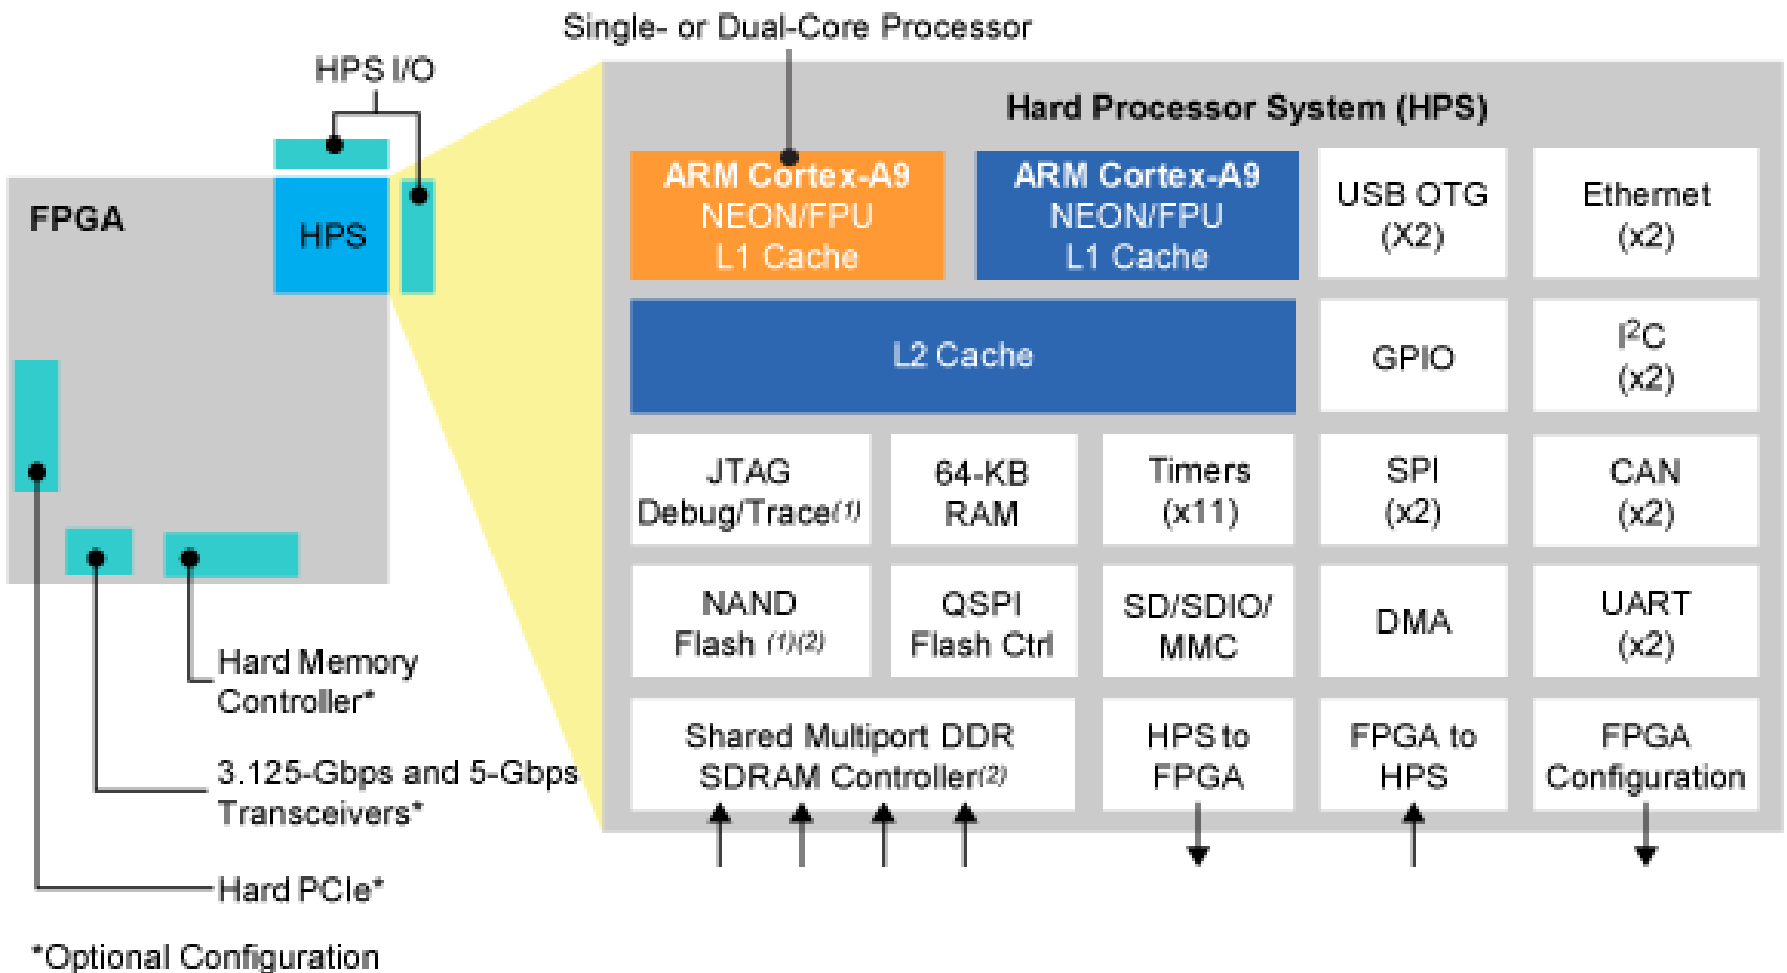 Single- or Dual-Core Processor
HPS I/O
FPGA
HPS
Hard Memory
Controller*
3.125-Gbps and 5-Gbps
Transceivers*
Hard PCIe*
*Optional Configuration
Hard Processor System (HPS)
ARM Cortex-A9
NEON/FPU
L1 Cache
ARM Cortex-A9
NEON/FPU
L1 Cache
USB OTG
(X2)
Ethernet
(x2)
L2 Cache
GPIO
I²C
(x2)
JTAG
Debug/Trace(1)
64-KB
RAM
Timers
(x11)
SPI
(x2)
CAN
(x2)
NAND
Flash (1)(2)
QSPI
Flash Ctrl
SD/SDIO/
MMC
DMA
UART
(x2)
Shared Multiport DDR
SDRAM Controller(2)
HPS to
FPGA
FPGA to
HPS
FPGA
Configuration